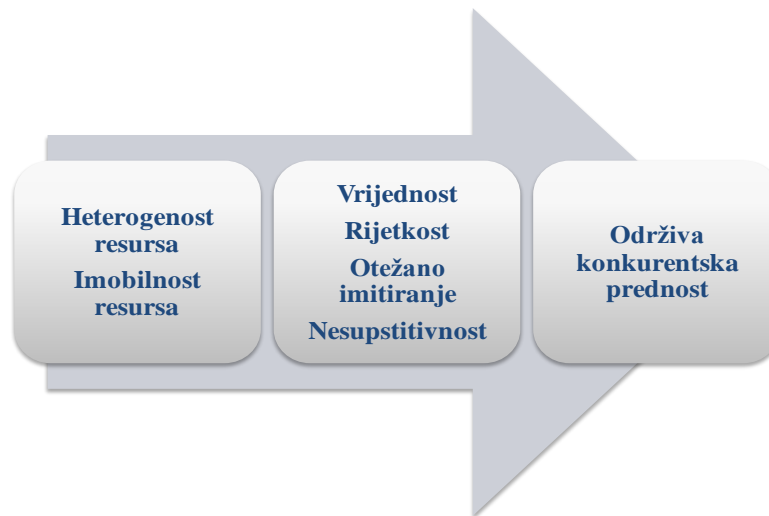 Heterogenost
resursa
Imobilnost
resursa
Vrijednost
Rijetkost
Otežano
imitiranje
Nesupstitivnost
Održiva
konkurentska
prednost